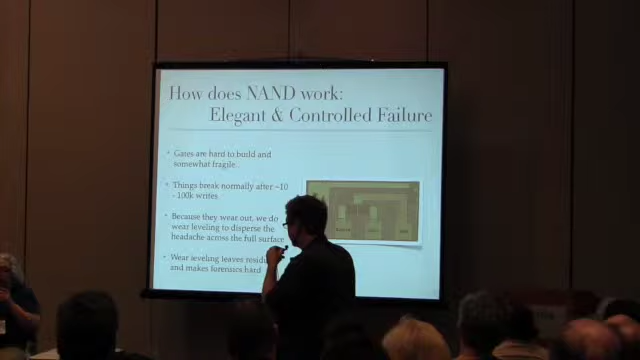 How does NAND work:
Elegant & Controlled Failure
Gates are hard to build and
somewhat fragile.
Things break normally after ~10
- 100k writes
Because they wear out, we do
wear leveling to disperse the
headache across the full surface
Wear leveling leaves
and makes forensics hard